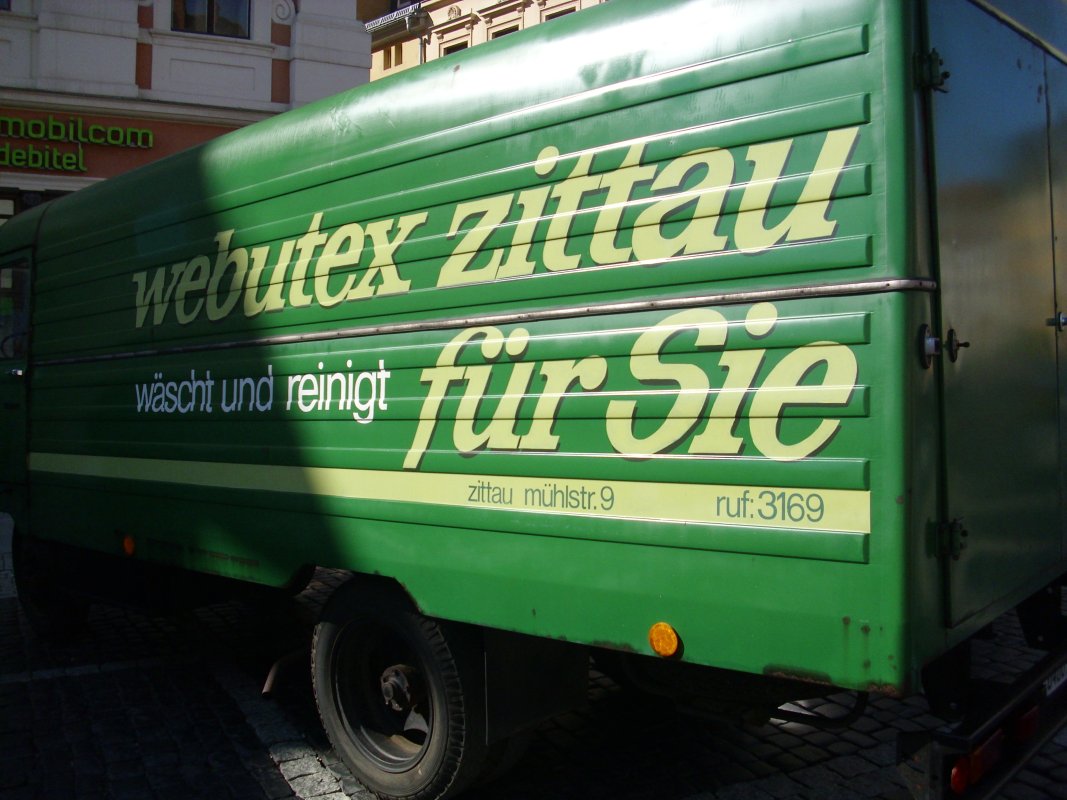 mobilcom
debitel
webutex zittau
wäscht und reinigt für Sie
zittau mühlstr.9 ruf:3169